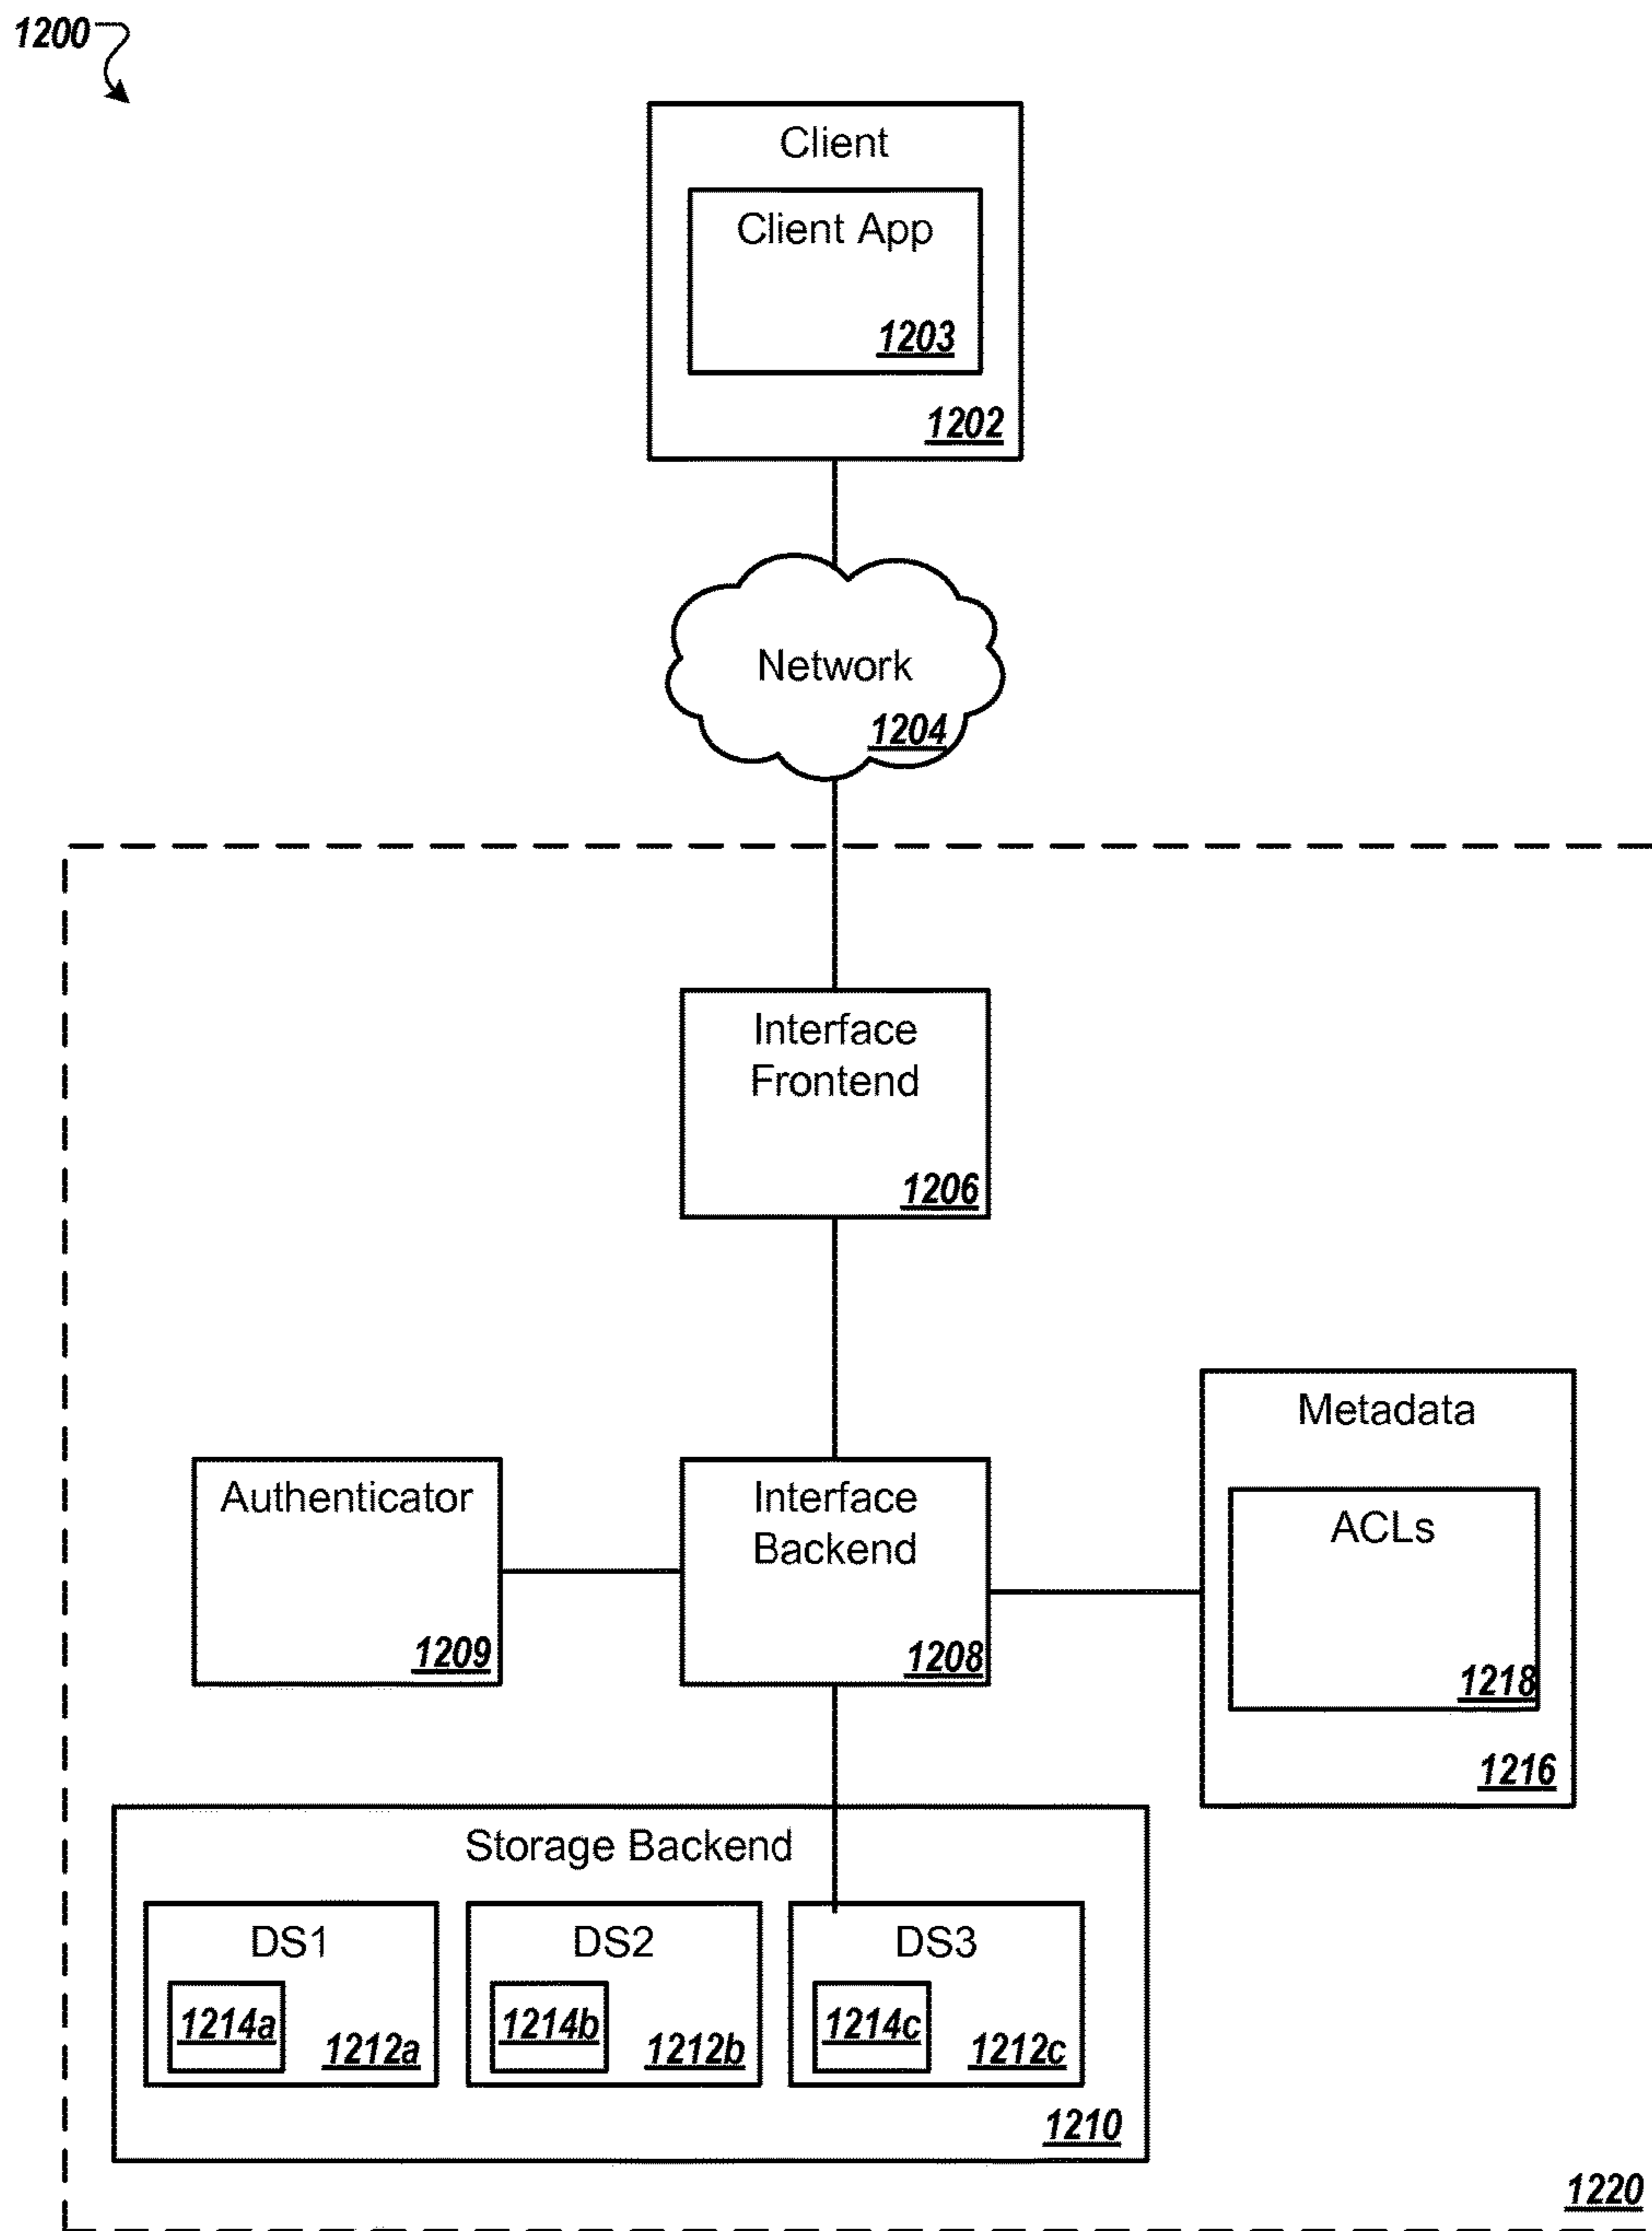 1200
Client
Client App
1203
1202
Network
1204
Interface
Frontend
1206
Authenticator
1209
Interface
Backend
1208
Metadata
ACLs
1218
1216
Storage Backend
DS1
1214a
1212a
DS2
1214b
1212b
DS3
1214c
1212c
1210
1220